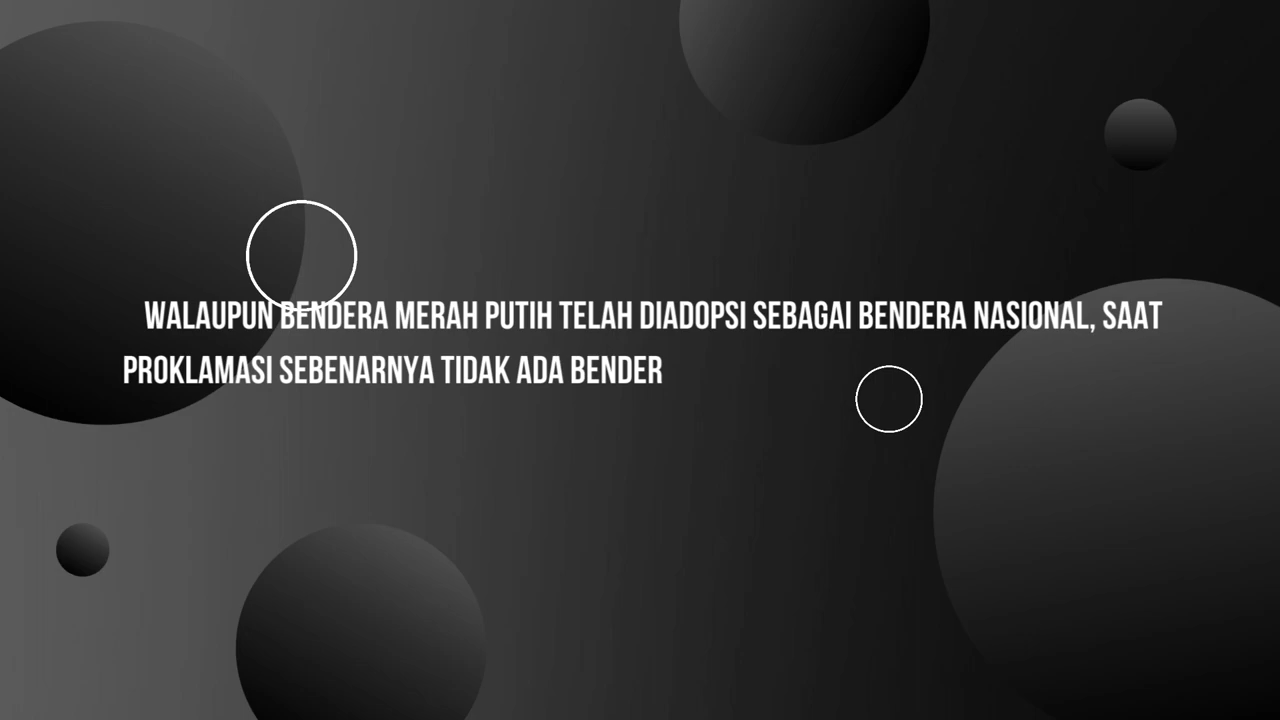 WALAUPUN BENDERA MERAH PUTIH TELAH DIADOPSI SEBAGAI BENDERA NASIONAL, SAAT
PROKLAMASI SEBENARNYA TIDAK ADA BENDER